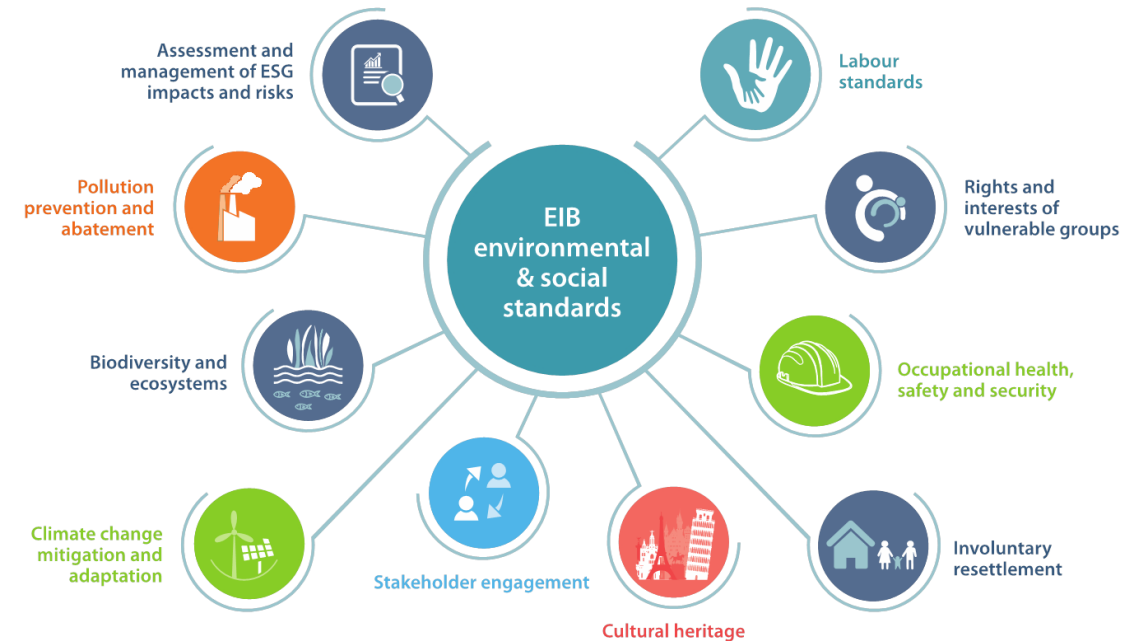 Assessment and
management of ESG
impacts and risks
Labour
standards
Pollution
prevention and
abatement
EIB
environmental
& social
standards
Rights and
interests of
vulnerable groups
Biodiversity and
ecosystems
Occupational health,
safety and security
Climate change
mitigation and
adaptation
Stakeholder engagement
Cultural heritage
Involuntary
resettlement